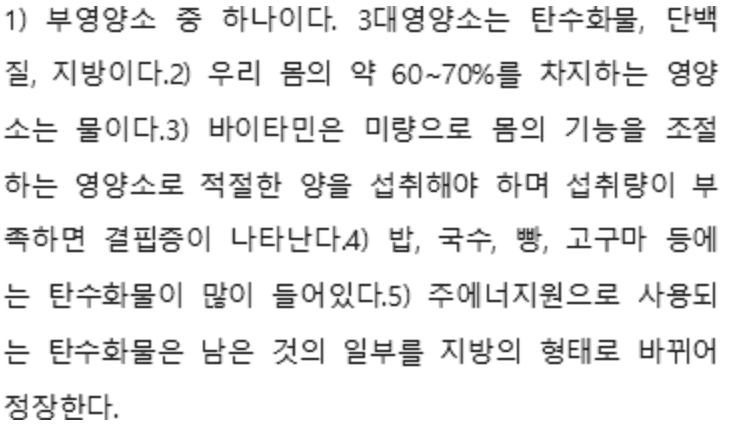 1) 부영양소 중 하나이다. 3대영양소는 탄수화물, 단백
질, 지방이다.2) 우리 몸의 약 60~70%를 차지하는 영양
소는 물이다.3) 바이타민은 미량으로 몸의 기능을 조절
하는 영양소로 적절한 양을 섭취해야 하며 섭취량이 부
족하면 결핍증이 나타난다.4) 밥, 국수, 빵, 고구마 등에
는 탄수화물이 많이 들어있다.5) 주에너지원으로 사용되
는 탄수화물은 남은 것의 일부를 지방의 형태로 바뀌어
정장한다.